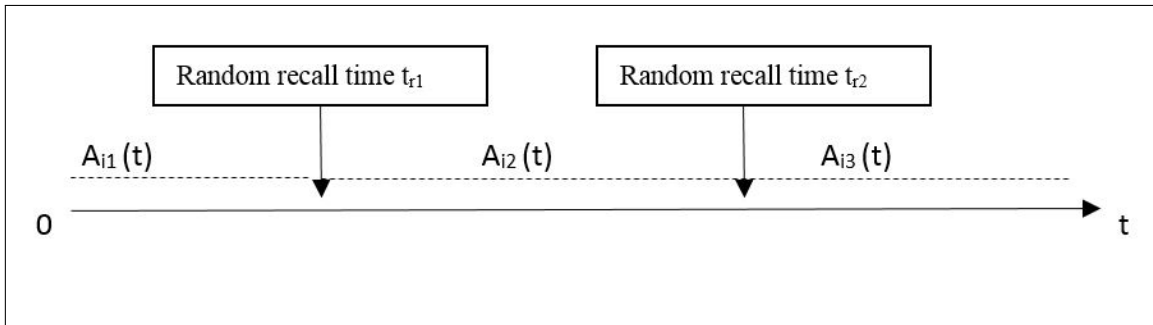 Random recall time tr1
Random recall time tr2
Ai1 (t)
Ai2 (t)
Ai3 (t)
0
t